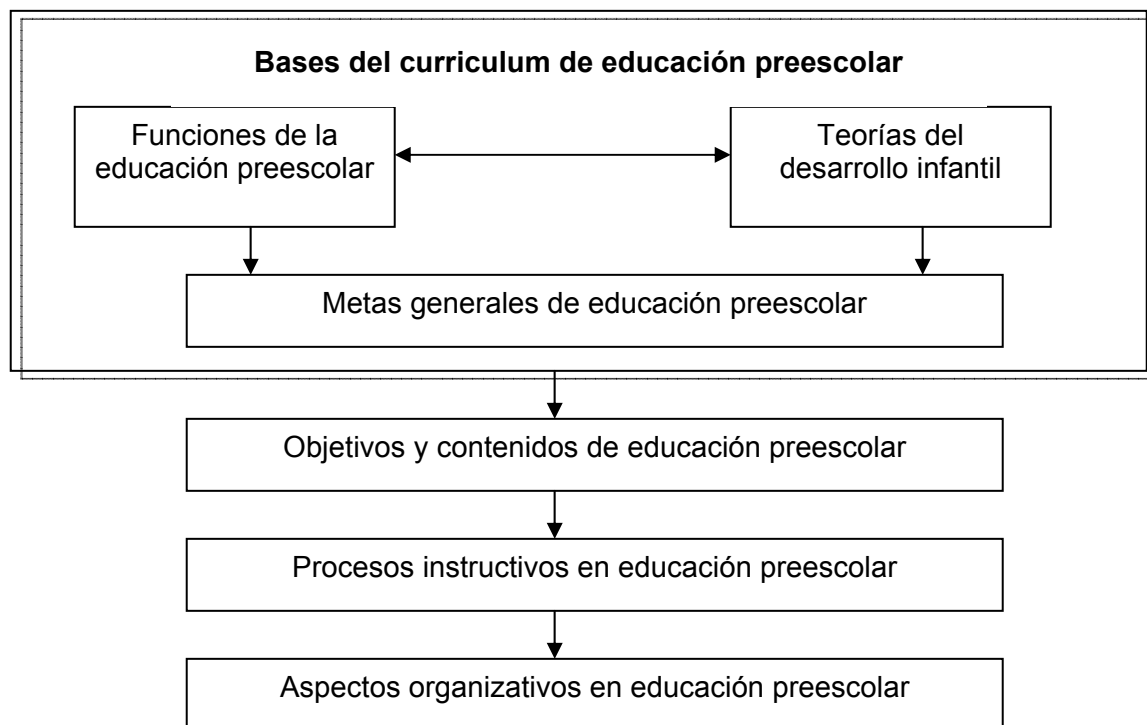 Bases del curriculum de educación preescolar
Funciones de la
educación preescolar
Teorías del
desarrollo infantil
Metas generales de educación preescolar
Objetivos y contenidos de educación preescolar
Procesos instructivos en educación preescolar
Aspectos organizativos en educación preescolar